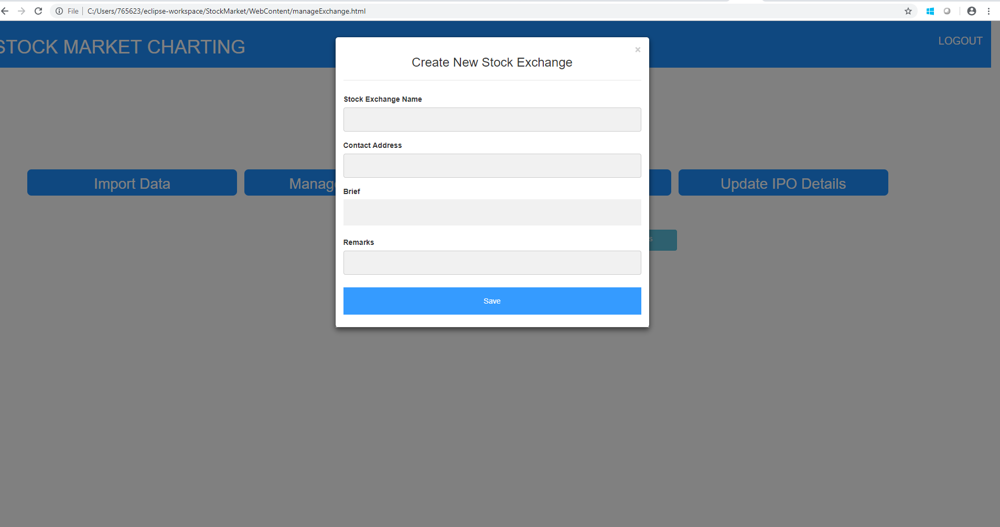 File C:/Users/765623/eclipse-workspace/StockMarket/WebContent/manageExchange.html
STOCK MARKET CHARTING
LOGOUT
×
Create New Stock Exchange
Stock Exchange Name
Contact Address
Import Data
Manage
Update IPO Details
Brief
s
Remarks
Save